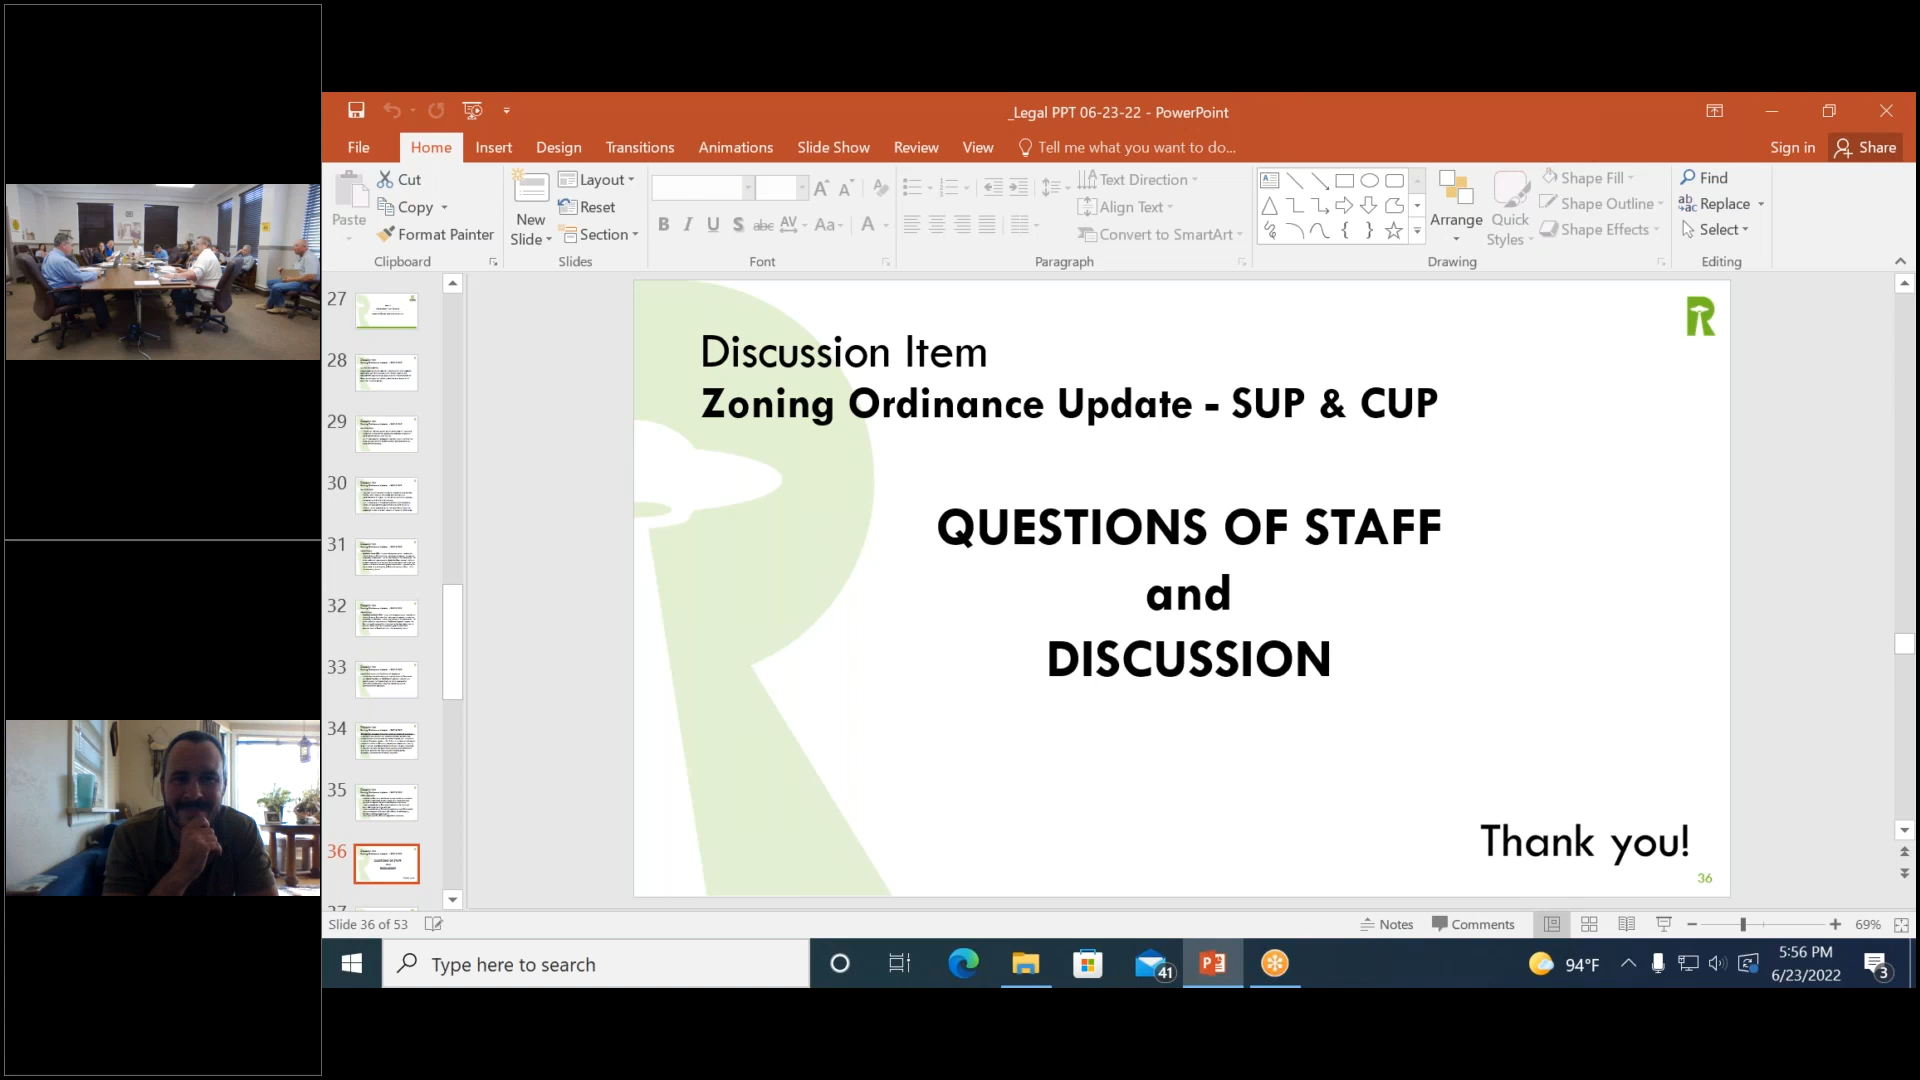 _Legal PPT 06-23-22 - PowerPoint
File Home Insert Design Transitions Animations Slide Show Review View Tell me what you want to do... Sign in Share
Paste
Cut
Copy
Format Painter
Clipboard
New
Slide
Layout
Reset
Section
Slides
B I U S abc AV Aa A
Font
Text Direction
Align Text
Convert to SmartArt
Paragraph
Arrange
Quick
Styles
Shape Fill
Shape Outline
Shape Effects
Drawing
Find
Replace
Select
Editing
27
28
29
30
31
32
33
34
35
36
37
R
Discussion Item
Zoning Ordinance Update - SUP & CUP
QUESTIONS OF STAFF
and
DISCUSSION
Thank you!
36
Slide 36 of 53
Notes Comments 69%
Type here to search
41
94°F
5:56 PM
6/23/2022
3